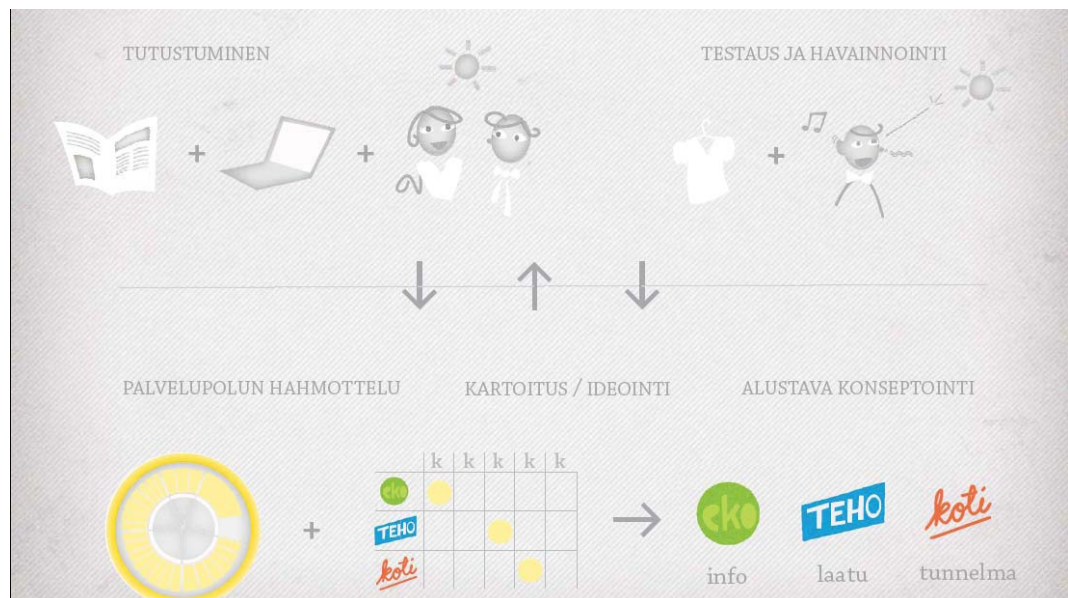 TUTUSTUMINEN
TESTAUS JA HAVAINNOINTI
+
+
+
PALVELUPOLUN HAHMOTTELU
KARTOITUS / IDEOINTI
ALUSTAVA KONSEPTOINTI
k k k k k
eko
TEHO
koti
+
eko
TEHO
koti
info
laatu
tunnelma